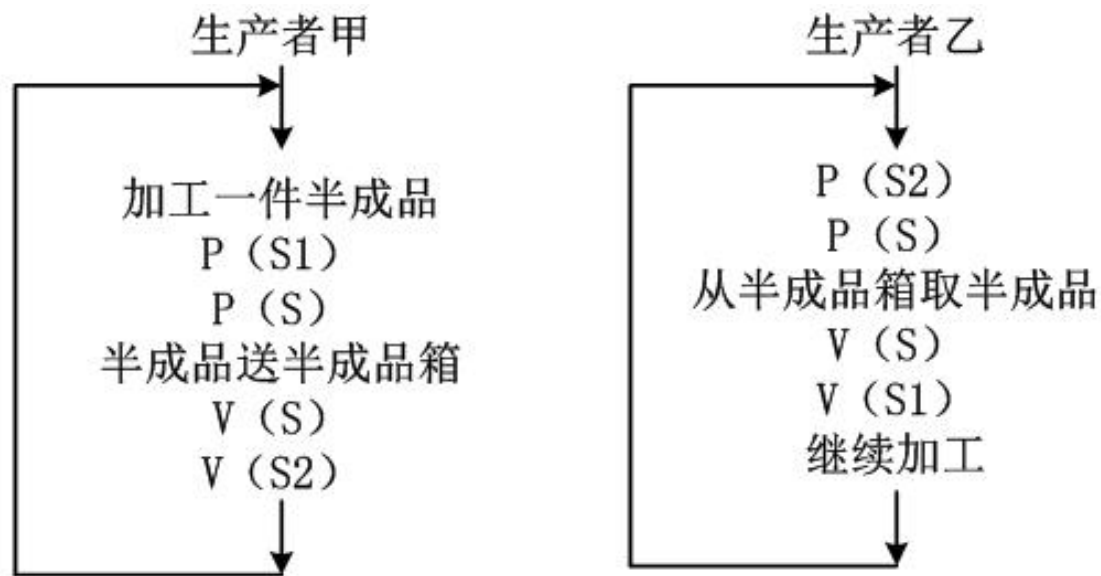 生产者甲
加工一件半成品
P（S1）
P（S）
半成品送半成品箱
V（S）
V（S2）
生产者乙
P（S2）
P（S）
从半成品箱取半成品
V（S）
V（S1）
继续加工